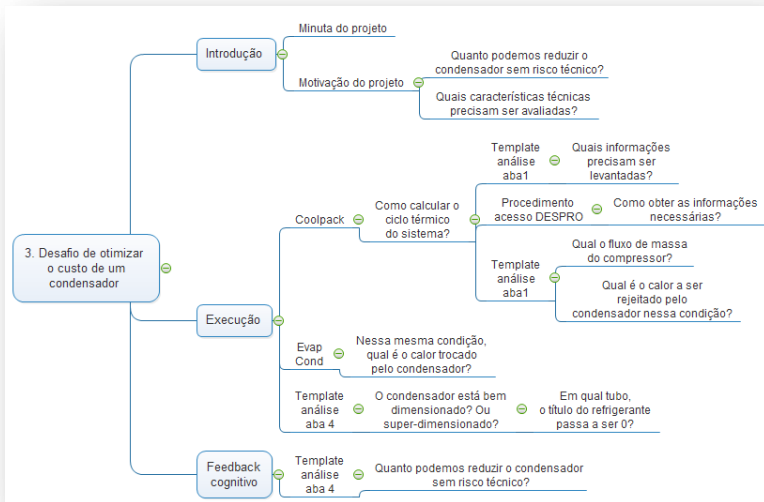 Minuta do projeto
Introdução
Quanto podemos reduzir o
condensador sem risco técnico?
Motivação do projeto
Quais características técnicas
precisam ser avaliadas?
3. Desafio de otimizar
o custo de um
condensador
Execução
Coolpack
Como calcular o
ciclo térmico
do sistema?
Template
análise
aba1
Quais informações
precisam ser
levantadas?
Procedimento
acesso DESPRO
Como obter as informações
necessárias?
Template
análise
aba1
Qual o fluxo de massa
do compressor?
Qual é o calor a ser
rejeitado pelo
condensador nessa condição?
Evap
Cond
Nessa mesma condição,
qual é o calor trocado
pelo condensador?
Template
análise
aba 4
O condensador está bem
dimensionado? Ou
super-dimensionado?
Em qual tubo,
o título do refrigerante
passa a ser 0?
Feedback
cognitivo
Template
análise
aba 4
Quanto podemos reduzir o condensador
sem risco técnico?